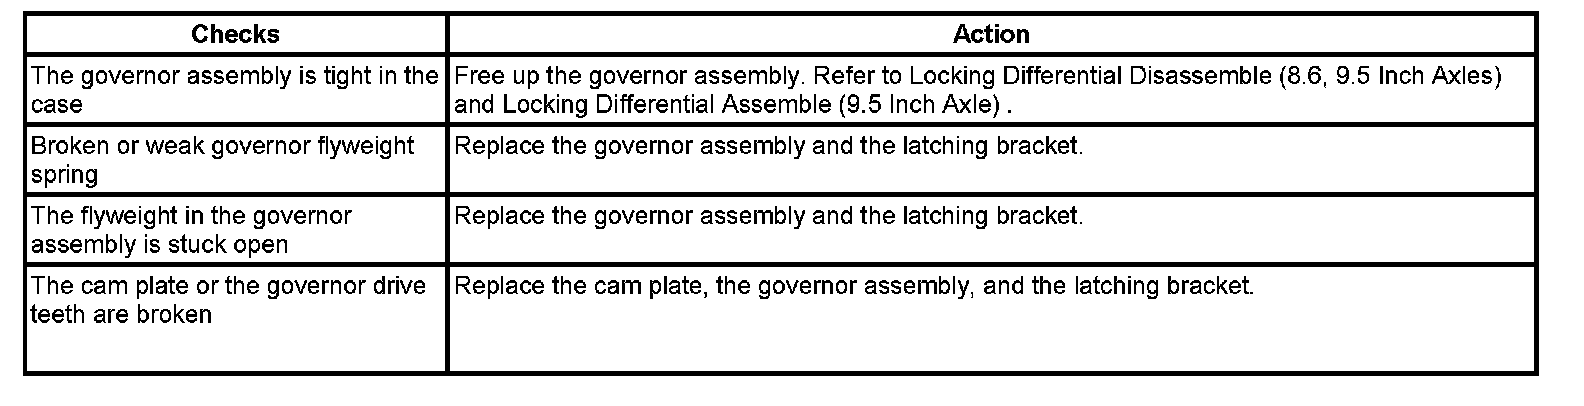 Checks
Action
The governor assembly is tight in the
case
Free up the governor assembly. Refer to Locking Differential Disassemble (8.6, 9.5 Inch Axles)
and Locking Differential Assemble (9.5 Inch Axle) .
Broken or weak governor flyweight
spring
Replace the governor assembly and the latching bracket.
The flyweight in the governor
assembly is stuck open
Replace the governor assembly and the latching bracket.
The cam plate or the governor drive
teeth are broken
Replace the cam plate, the governor assembly, and the latching bracket.